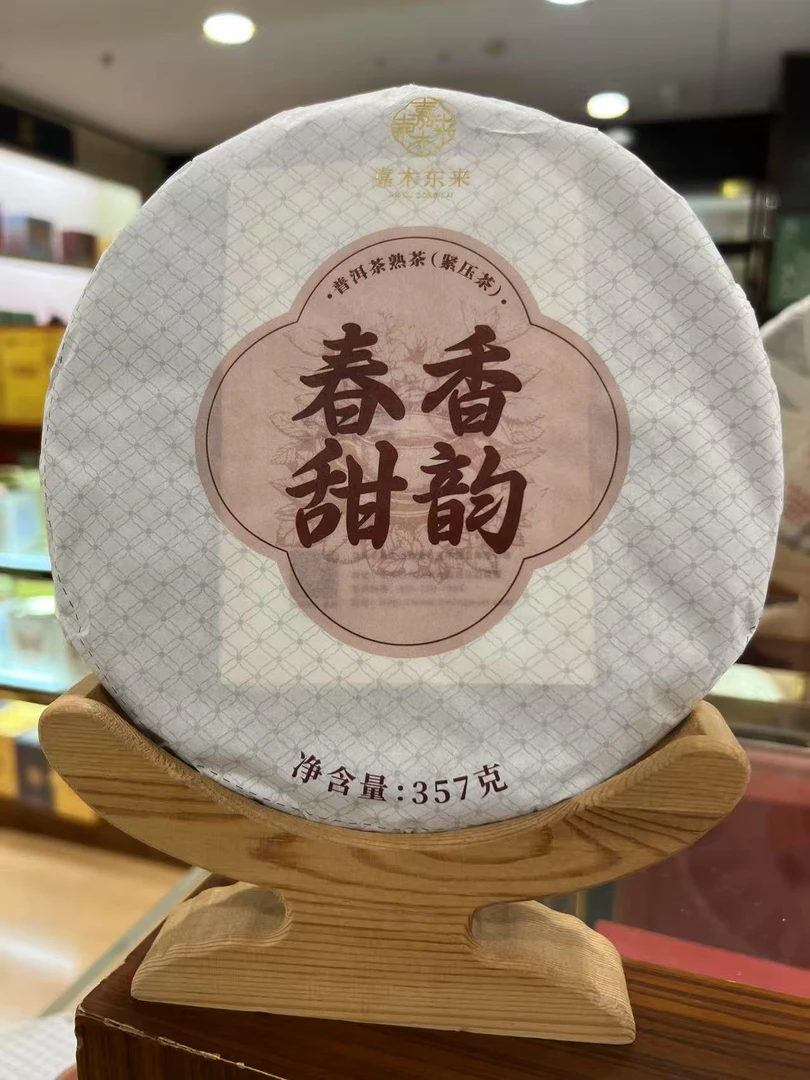 嘉木东来
·普洱茶熟茶(紧压茶)·
春香
甜韵
净含量:357克